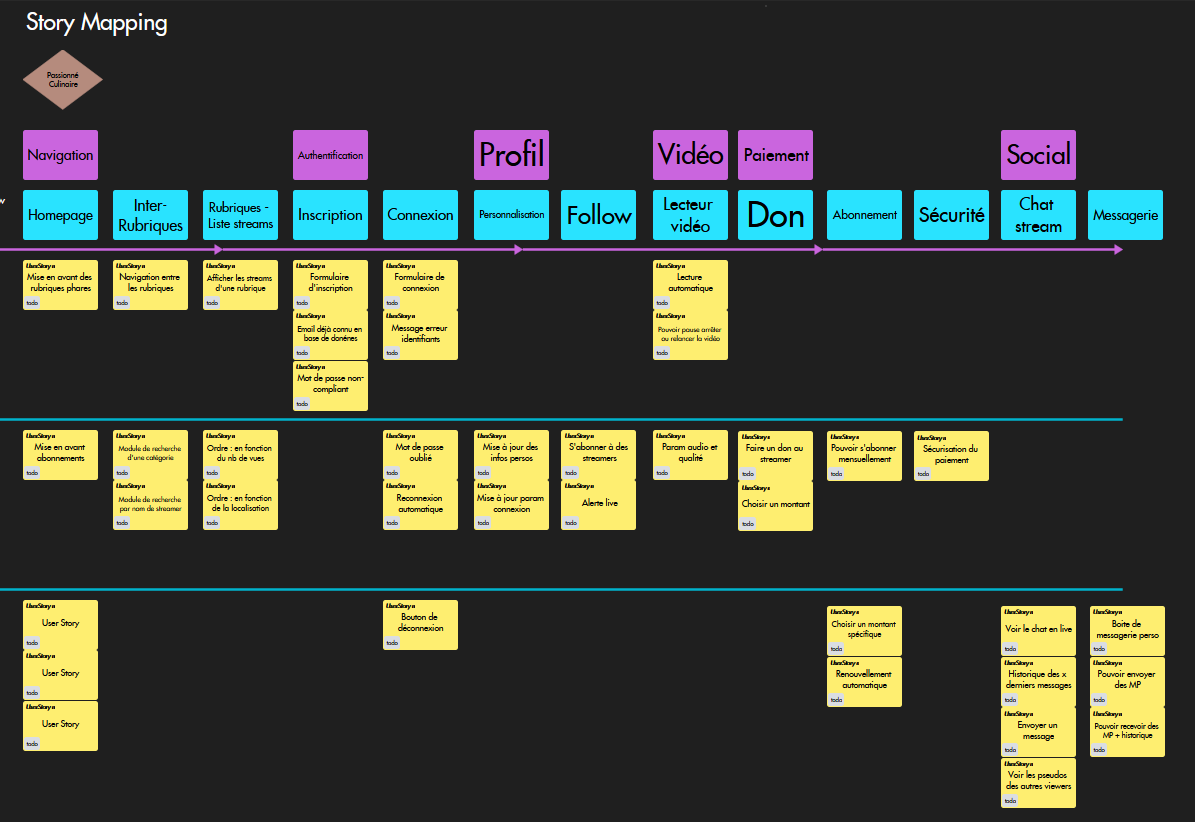 Story Mapping
Passionné
Culinaire
Navigation
Authentification
Profil
Vidéo
Paiement
Social
Homepage
Inter-
Rubriques
Rubriques -
Liste streams
Inscription
Connexion
Personnalisation
Follow
Lecteur
vidéo
Don
Abonnement
Sécurité
Chat
stream
Messagerie
UserStory a
Mise en avant des
rubriques phares
todo
UserStory a
Navigation entre
les rubriques
todo
UserStory a
Afficher les streams
d'une rubrique
todo
UserStory a
Formulaire
d'inscription
todo
UserStory a
Formulaire de
connexion
todo
UserStory a
Lecture
automatique
todo
UserStory a
Email déjà connu en
base de donénes
todo
UserStory a
Message erreur
identifiants
todo
UserStory a
Pouvoir pause arrêter
ou relancer la vidéo
todo
UserStory a
Mot de passe non-
compliant
todo
UserStory a
Mise en avant
abonnements
todo
UserStory a
Module de recherche
d'une catégorie
todo
UserStory a
Ordre : en fonction
du nb de vues
todo
UserStory a
Mot de passe
oublié
todo
UserStory a
Mise à jour des
infos persos
todo
UserStory a
S'abonner à des
streamers
todo
UserStory a
Param audio et
qualité
todo
UserStory a
Faire un don au
streamer
todo
UserStory a
Pouvoir s'abonner
mensuellement
todo
UserStory a
Sécurisation du
paiement
todo
UserStory a
Module de recherche
par nom de streamer
todo
UserStory a
Ordre : en fonction
de la localisation
todo
UserStory a
Reconnexion
automatique
todo
UserStory a
Mise à jour param
connexion
todo
UserStory a
Alerte live
todo
UserStory a
Choisir un montant
todo
UserStory a
User Story
todo
UserStory a
Bouton de
déconnexion
todo
UserStory a
Choisir un montant
spécifique
todo
UserStory a
Voir le chat en live
todo
UserStory a
Boite de
messagerie perso
todo
UserStory a
User Story
todo
UserStory a
Renouvellement
automatique
todo
UserStory a
Historique des x
derniers messages
todo
UserStory a
Pouvoir envoyer
des MP
todo
UserStory a
User Story
todo
UserStory a
Envoyer un
message
todo
UserStory a
Pouvoir recevoir des
MP + historique
todo
UserStory a
Voir les pseudos
des autres viewers
todo